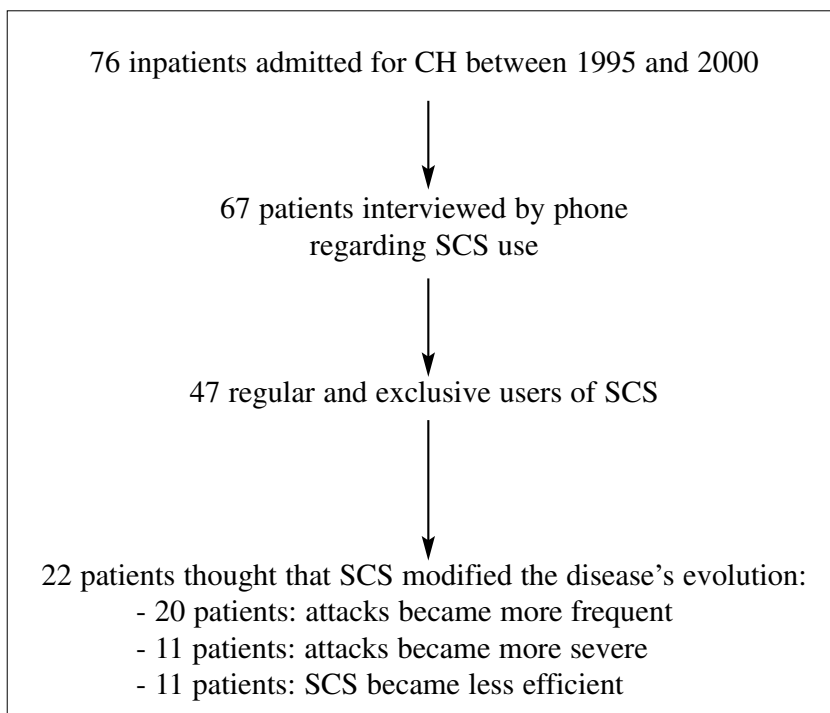 76 inpatients admitted for CH between 1995 and 2000
67 patients interviewed by phone
regarding SCS use
47 regular and exclusive users of SCS
22 patients thought that SCS modified the disease's evolution:
- 20 patients: attacks became more frequent
- 11 patients: attacks became more severe
- 11 patients: SCS became less efficient